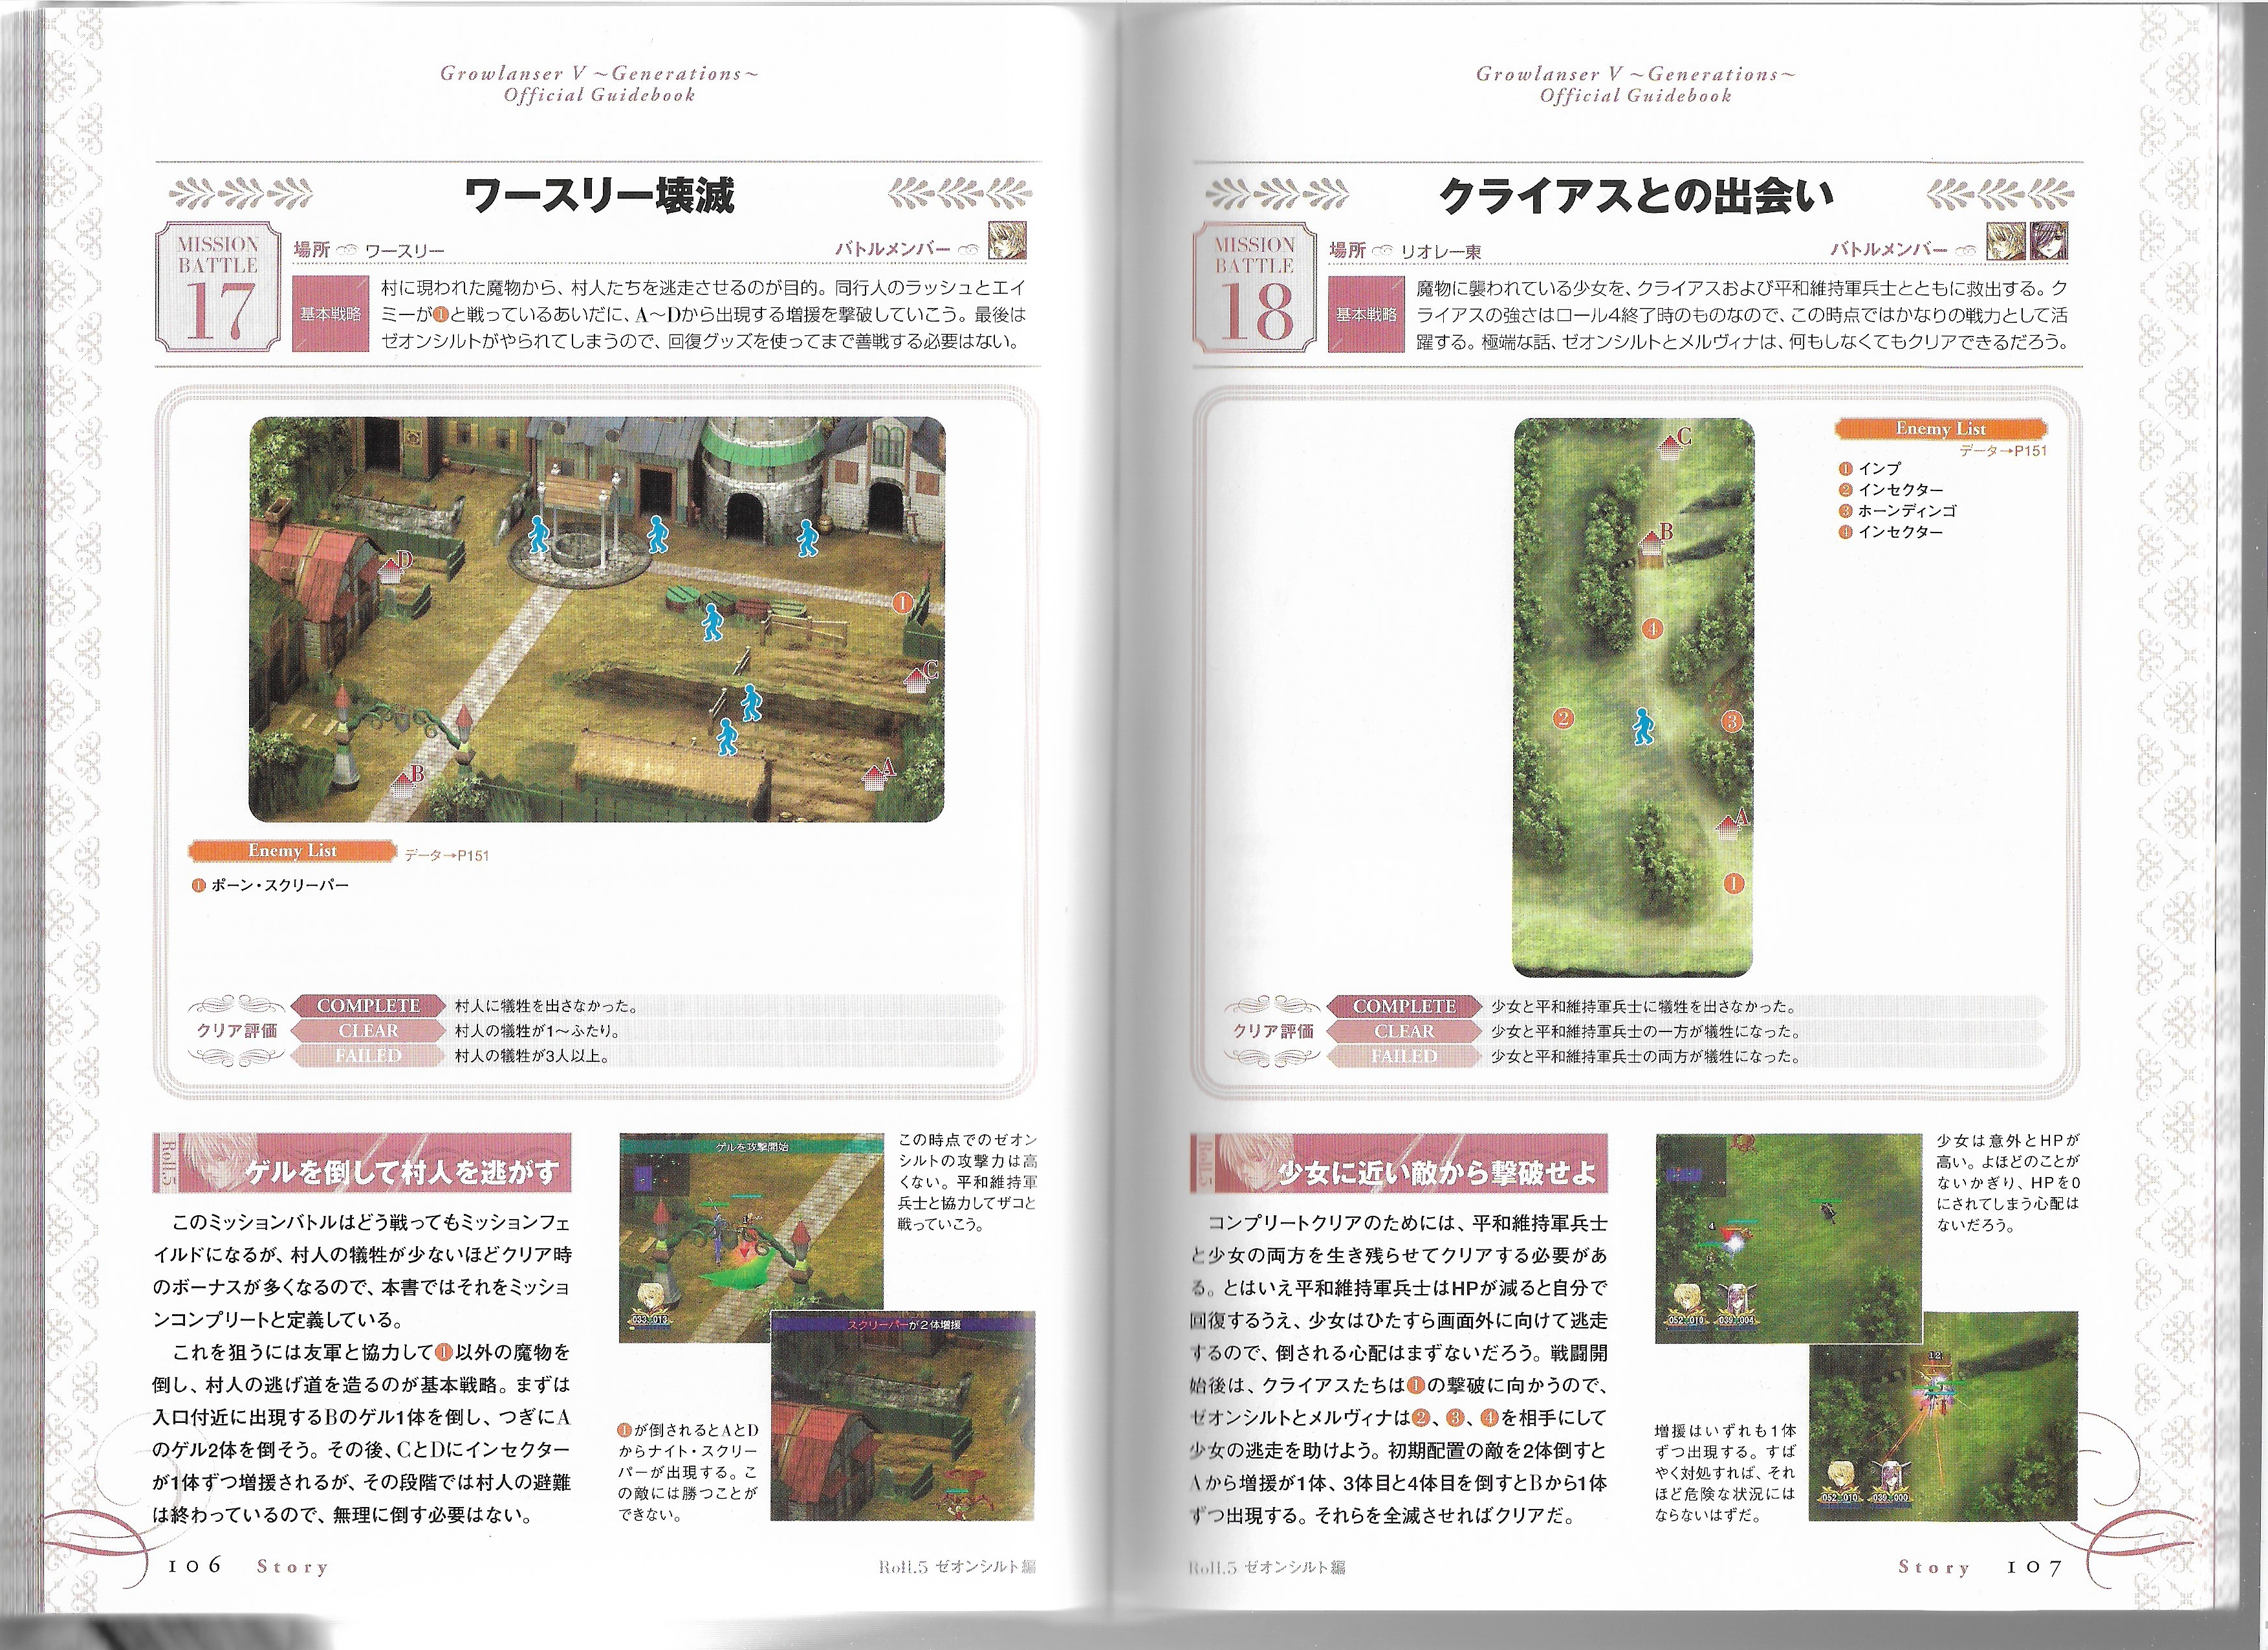 Growlanser V ～Generations～
Official Guidebook
ワースリー壊滅
MISSION
BATTLE
17
場所 ワースリー
バトルメンバー
基本戦略
村に現われた魔物から、村人たちを逃走させるのが目的。同行人のラッシュとエイ
ミーが❶と戦っているあいだに、A～Dから出現する増援を撃破していこう。最後は
ゼオンシルトがやられてしまうので、回復グッズを使ってまで善戦する必要はない。
D
1
C
B
A
Enemy List
データ→P151
❶ ボーン・スクリーパー
クリア評価
COMPLETE 村人に犠牲を出さなかった。
CLEAR 村人の犠牲が1～ふたり。
FAILED 村人の犠牲が3人以上。
Roll.5
ゲルを倒して村人を逃がす
このミッションバトルはどう戦ってもミッションフェ
イルドになるが、村人の犠牲が少ないほどクリア時
のボーナスが多くなるので、本書ではそれをミッショ
ンコンプリートと定義している。
これを狙うには友軍と協力して❶以外の魔物を
倒し、村人の逃げ道を造るのが基本戦略。まずは
入口付近に出現するBのゲル1体を倒し、つぎにA
のゲル2体を倒そう。その後、CとDにインセクター
が1体ずつ増援されるが、その段階では村人の避難
は終わっているので、無理に倒す必要はない。
ゲルを攻撃開始
033:013
この時点でのゼオン
シルトの攻撃力は高
くない。平和維持軍
兵士と協力してザコと
戦っていこう。
スクリーパーが2体増援
❶が倒されるとAとD
からナイト・スクリー
パーが出現する。こ
の敵には勝つことが
できない。
106 Story
Roll.5 ゼオンシルト編
Growlanser V ～Generations～
Official Guidebook
クライアスとの出会い
MISSION
BATTLE
18
場所 リオレー東
バトルメンバー
基本戦略
魔物に襲われている少女を、クライアスおよび平和維持軍兵士とともに救出する。ク
ライアスの強さはロール4終了時のものなので、この時点ではかなりの戦力として活
躍する。極端な話、ゼオンシルトとメルヴィナは、何もしなくてもクリアできるだろう。
C
B
4
2
3
A
1
Enemy List
データ→P151
❶ インプ
❷ インセクター
❸ ホーンディンゴ
❹ インセクター
クリア評価
COMPLETE 少女と平和維持軍兵士に犠牲を出さなかった。
CLEAR 少女と平和維持軍兵士の一方が犠牲になった。
FAILED 少女と平和維持軍兵士の両方が犠牲になった。
Roll.5
少女に近い敵から撃破せよ
コンプリートクリアのためには、平和維持軍兵士
と少女の両方を生き残らせてクリアする必要があ
る。とはいえ平和維持軍兵士はHPが減ると自分で
回復するうえ、少女はひたすら画面外に向けて逃走
するので、倒される心配はまずないだろう。戦闘開
始後は、クライアスたちは❶の撃破に向かうので、
ゼオンシルトとメルヴィナは❷、❸、❹を相手にして
少女の逃走を助けよう。初期配置の敵を2体倒すと
Aから増援が1体、3体目と4体目を倒すとBから1体
ずつ出現する。それらを全滅させればクリアだ。
4
052:010 039:004
少女は意外とHPが
高い。よほどのことが
ないかぎり、HPを0
にされてしまう心配は
ないだろう。
12
052:010 039:000
増援はいずれも1体
ずつ出現する。すば
やく対処すれば、それ
ほど危険な状況には
ならないはずだ。
Roll.5 ゼオンシルト編
Story 107